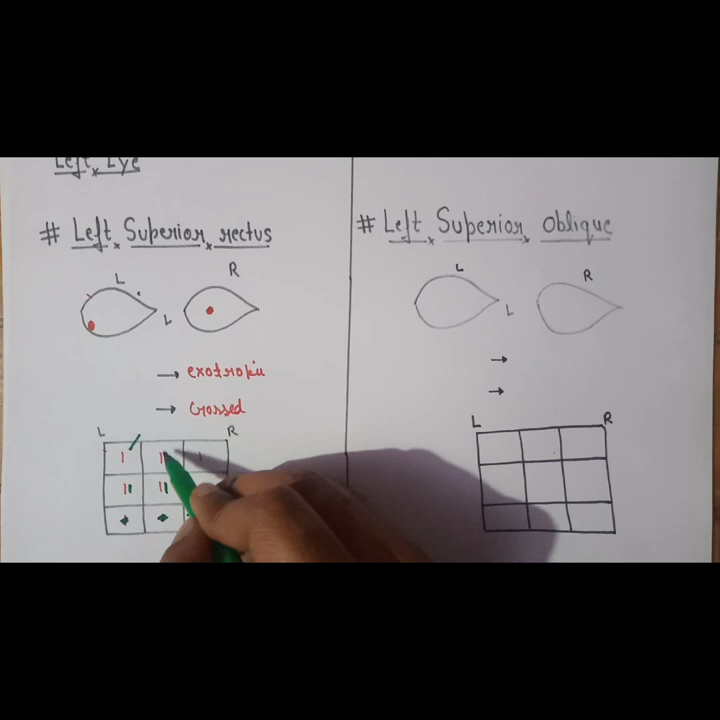 Left Eye
# Left Superior rectus
L
R
L
→ exotropia
→ Crossed
L
R
# Left Superior Oblique
L
R
L
→
→
L
R